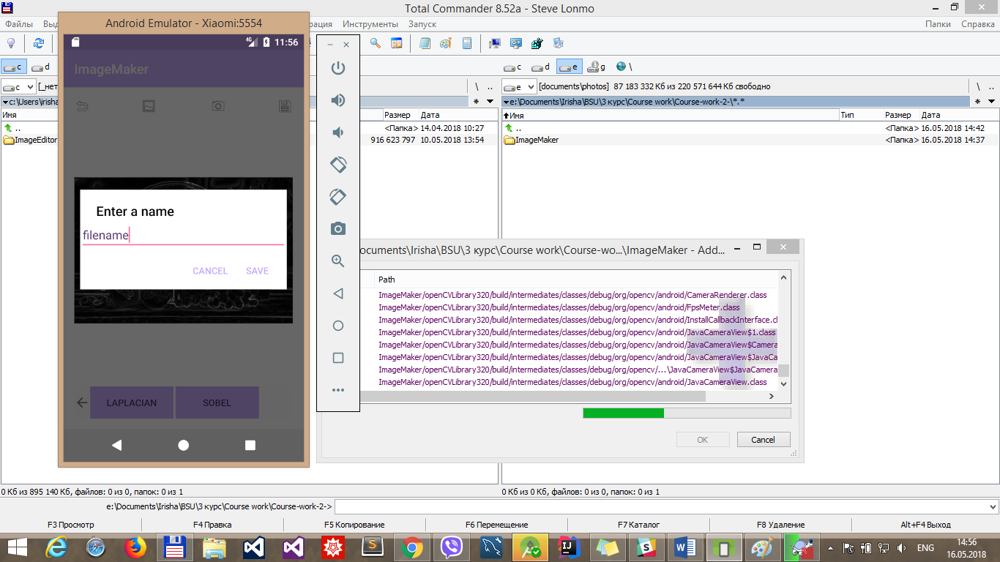 Total Commander 8.52a - Steve Lonmo
Файлы
Инструменты
Запуск
Папки
Справка
Android Emulator - Xiaomi:5554
4G
11:56
ImageMaker
Enter a name
filename
CANCEL
SAVE
LAPLACIAN
SOBEL
c
d
c
d
e
g
\
c
[_нет
\
..
e
[documents\photos] 87 183 332 Кб из 220 571 644 Кб свободно
\
..
c:\Users\irisha
*
e:\Documents\Irisha\BSU\3 курс\Course work\Course-work-2-\*.*
*
Имя
Размер
Дата
Имя
Тип
Размер
Дата
..
<Папка> 14.04.2018 10:27
..
<Папка> 16.05.2018 14:42
ImageEditor
916 623 797 10.05.2018 13:54
ImageMaker
<Папка> 16.05.2018 14:37
ocuments\Irisha\BSU\3 курс\Course work\Course-wo...\ImageMaker - Add...
Path
ImageMaker/openCVLibrary320/build/intermediates/classes/debug/org/opencv/android/CameraRenderer.class
ImageMaker/openCVLibrary320/build/intermediates/classes/debug/org/opencv/android/FpsMeter.class
ImageMaker/openCVLibrary320/build/intermediates/classes/debug/org/opencv/android/InstallCallbackInterface.cl
ImageMaker/openCVLibrary320/build/intermediates/classes/debug/org/opencv/android/JavaCameraView$1.class
ImageMaker/openCVLibrary320/build/intermediates/classes/debug/org/opencv/android/JavaCameraView$Camera
ImageMaker/openCVLibrary320/build/intermediates/classes/debug/org/opencv/android/JavaCameraView$JavaCa
ImageMaker/openCVLibrary320/build/intermediates/classes/debug/org/opencv/...\JavaCameraView$JavaCamera
ImageMaker/openCVLibrary320/build/intermediates/classes/debug/org/opencv/android/JavaCameraView.class
OK
Cancel
0 Кб из 895 140 Кб, файлов: 0 из 0, папок: 0 из 1
0 Кб из 0 Кб, файлов: 0 из 0, папок: 0 из 1
e:\Documents\Irisha\BSU\3 курс\Course work\Course-work-2->
F3 Просмотр
F4 Правка
F5 Копирование
F6 Перемещение
F7 Каталог
F8 Удаление
Alt+F4 Выход
ENG
14:56
16.05.2018